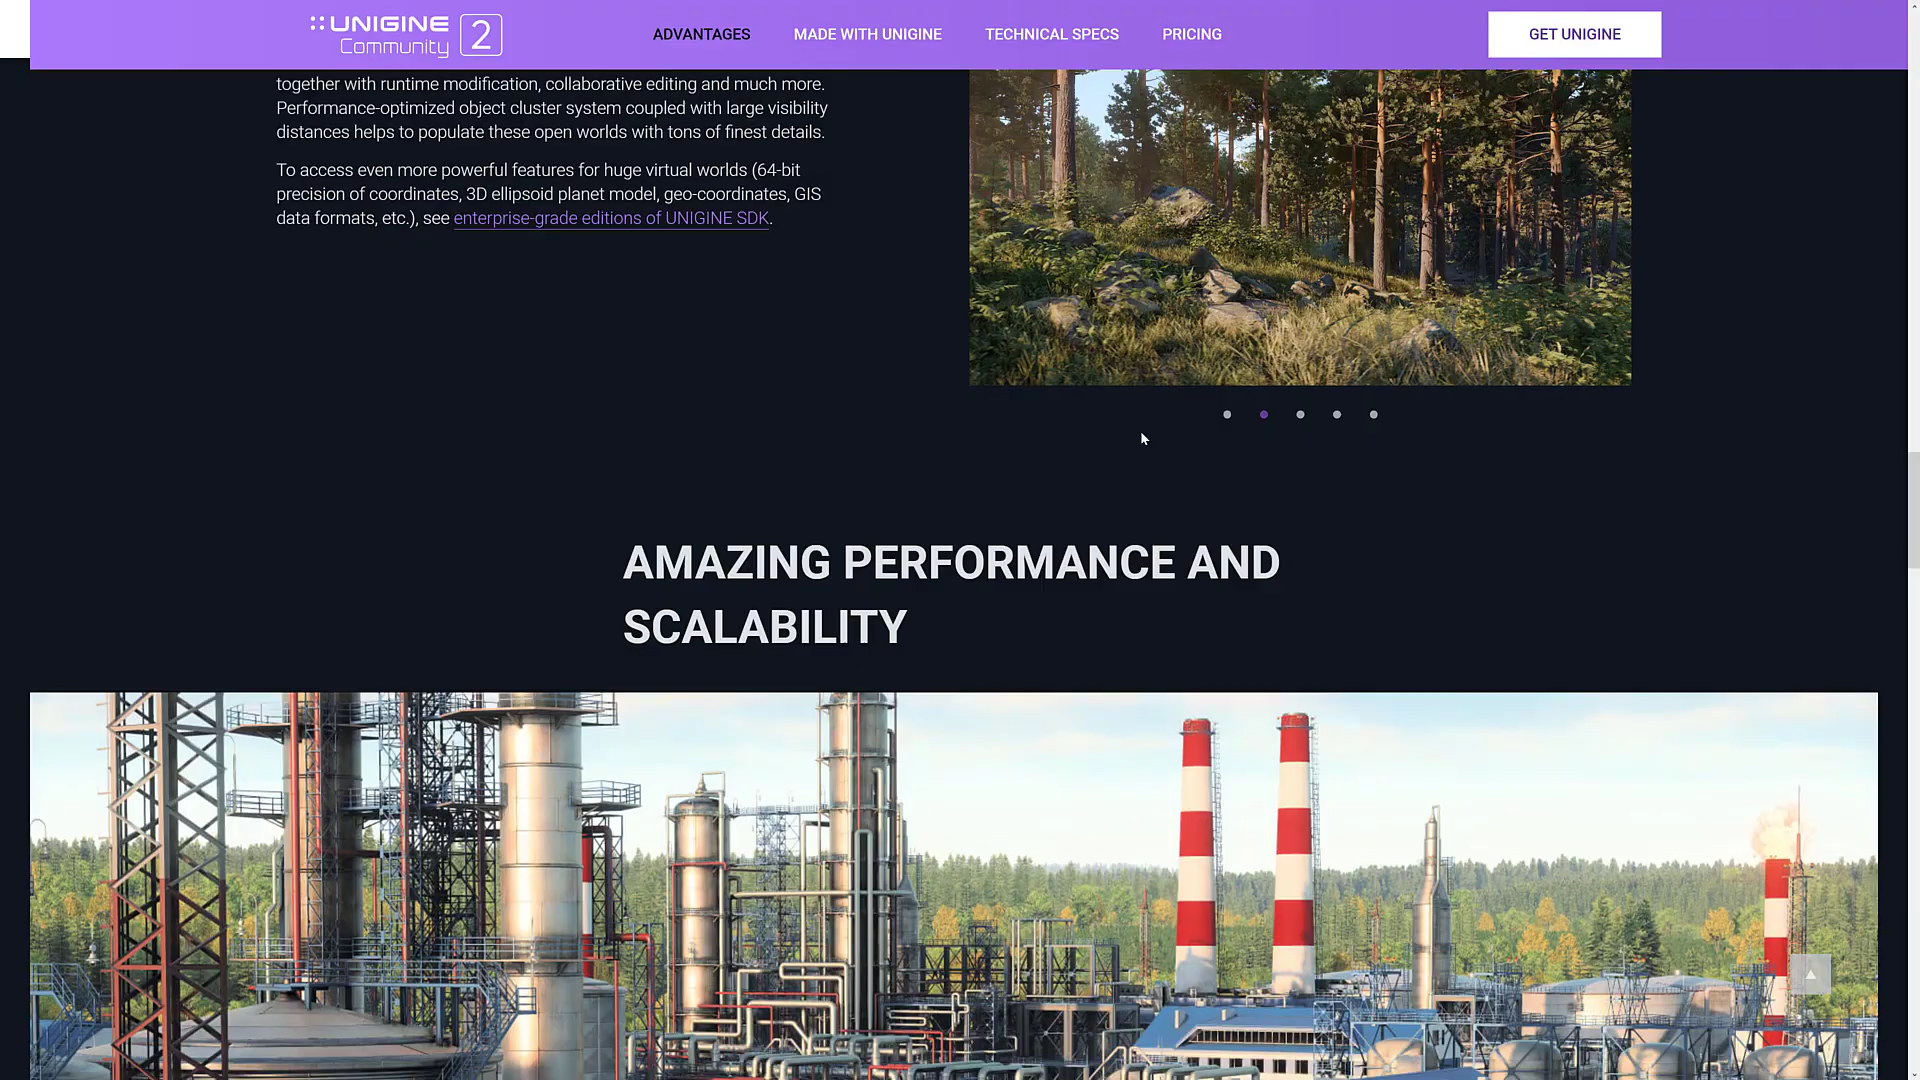 UNIGINE
Community 2
ADVANTAGES
MADE WITH UNIGINE
TECHNICAL SPECS
PRICING
GET UNIGINE
together with runtime modification, collaborative editing and much more.
Performance-optimized object cluster system coupled with large visibility
distances helps to populate these open worlds with tons of finest details.
To access even more powerful features for huge virtual worlds (64-bit
precision of coordinates, 3D ellipsoid planet model, geo-coordinates, GIS
data formats, etc.), see enterprise-grade editions of UNIGINE SDK.
AMAZING PERFORMANCE AND
SCALABILITY